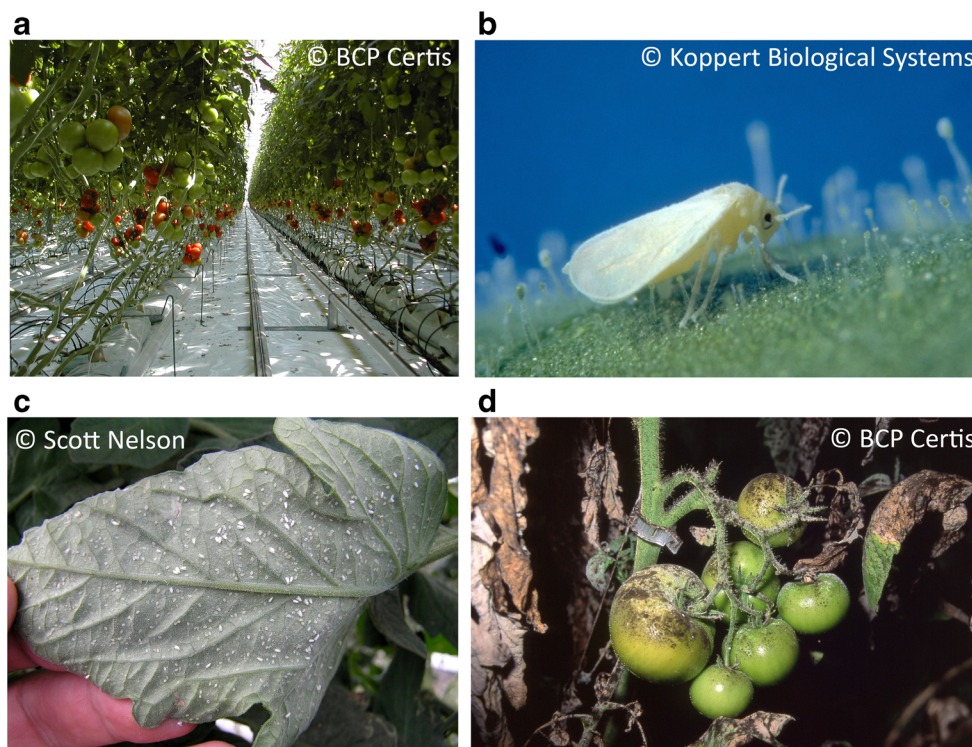 a
© BCP Certis
b
© Koppert Biological Systems
c
© Scott Nelson
d
© BCP Certis